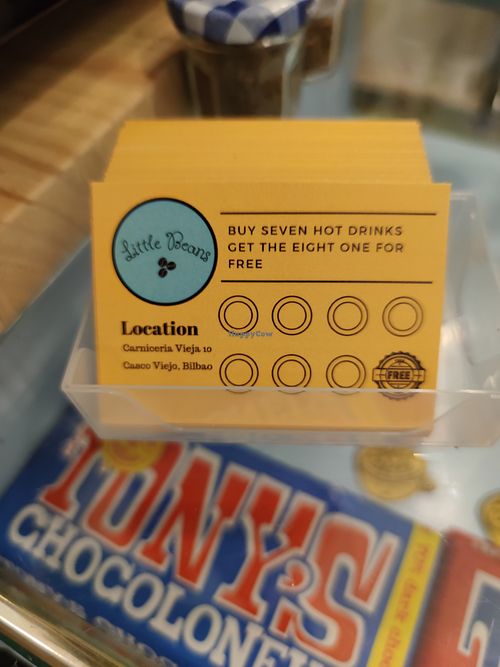 Little Beans
BUY SEVEN HOT DRINKS
GET THE EIGHT ONE FOR
FREE
Location
Carniceria Vieja 10
Casco Viejo, Bilbao
HappyCow
FREE
TONY'S
CHOCOLONELY